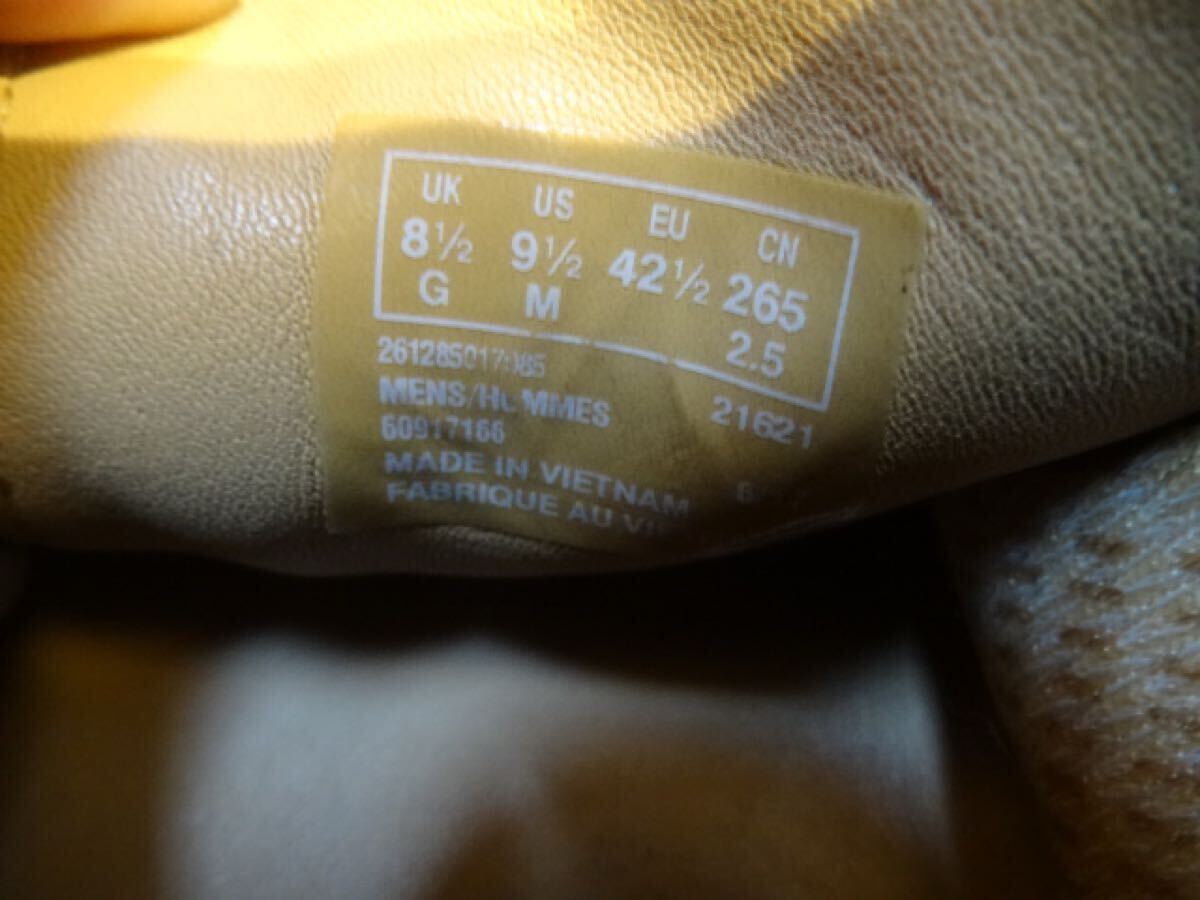 UK US EU CN
8½ 9½ 42½ 265
G M 2.5
MENS/HOMMES 21621
60917166
MADE IN VIETNAM
FABRIQUE AU